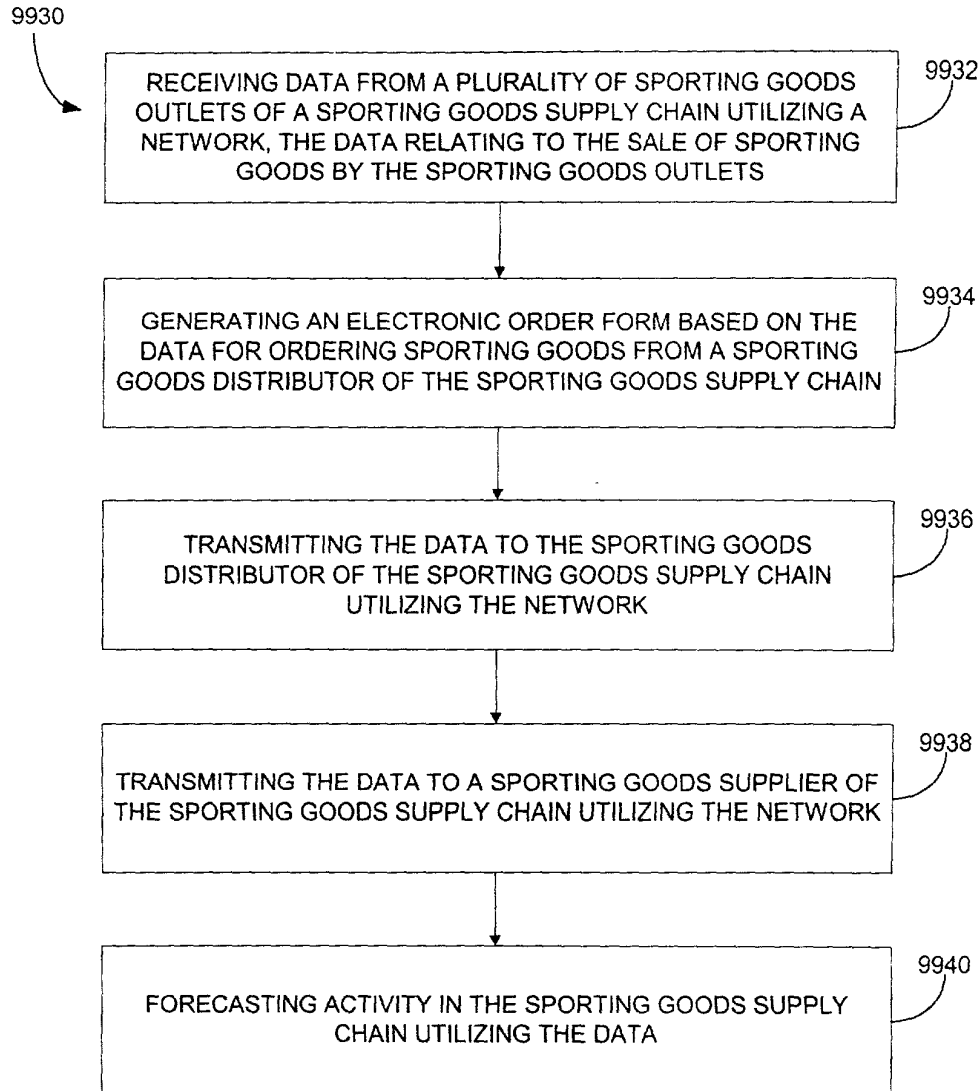 9930
RECEIVING DATA FROM A PLURALITY OF SPORTING GOODS
OUTLETS OF A SPORTING GOODS SUPPLY CHAIN UTILIZING A
NETWORK, THE DATA RELATING TO THE SALE OF SPORTING
GOODS BY THE SPORTING GOODS OUTLETS
9932
GENERATING AN ELECTRONIC ORDER FORM BASED ON THE
DATA FOR ORDERING SPORTING GOODS FROM A SPORTING
GOODS DISTRIBUTOR OF THE SPORTING GOODS SUPPLY CHAIN
9934
TRANSMITTING THE DATA TO THE SPORTING GOODS
DISTRIBUTOR OF THE SPORTING GOODS SUPPLY CHAIN
UTILIZING THE NETWORK
9936
TRANSMITTING THE DATA TO A SPORTING GOODS SUPPLIER OF
THE SPORTING GOODS SUPPLY CHAIN UTILIZING THE NETWORK
9938
FORECASTING ACTIVITY IN THE SPORTING GOODS SUPPLY
CHAIN UTILIZING THE DATA
9940